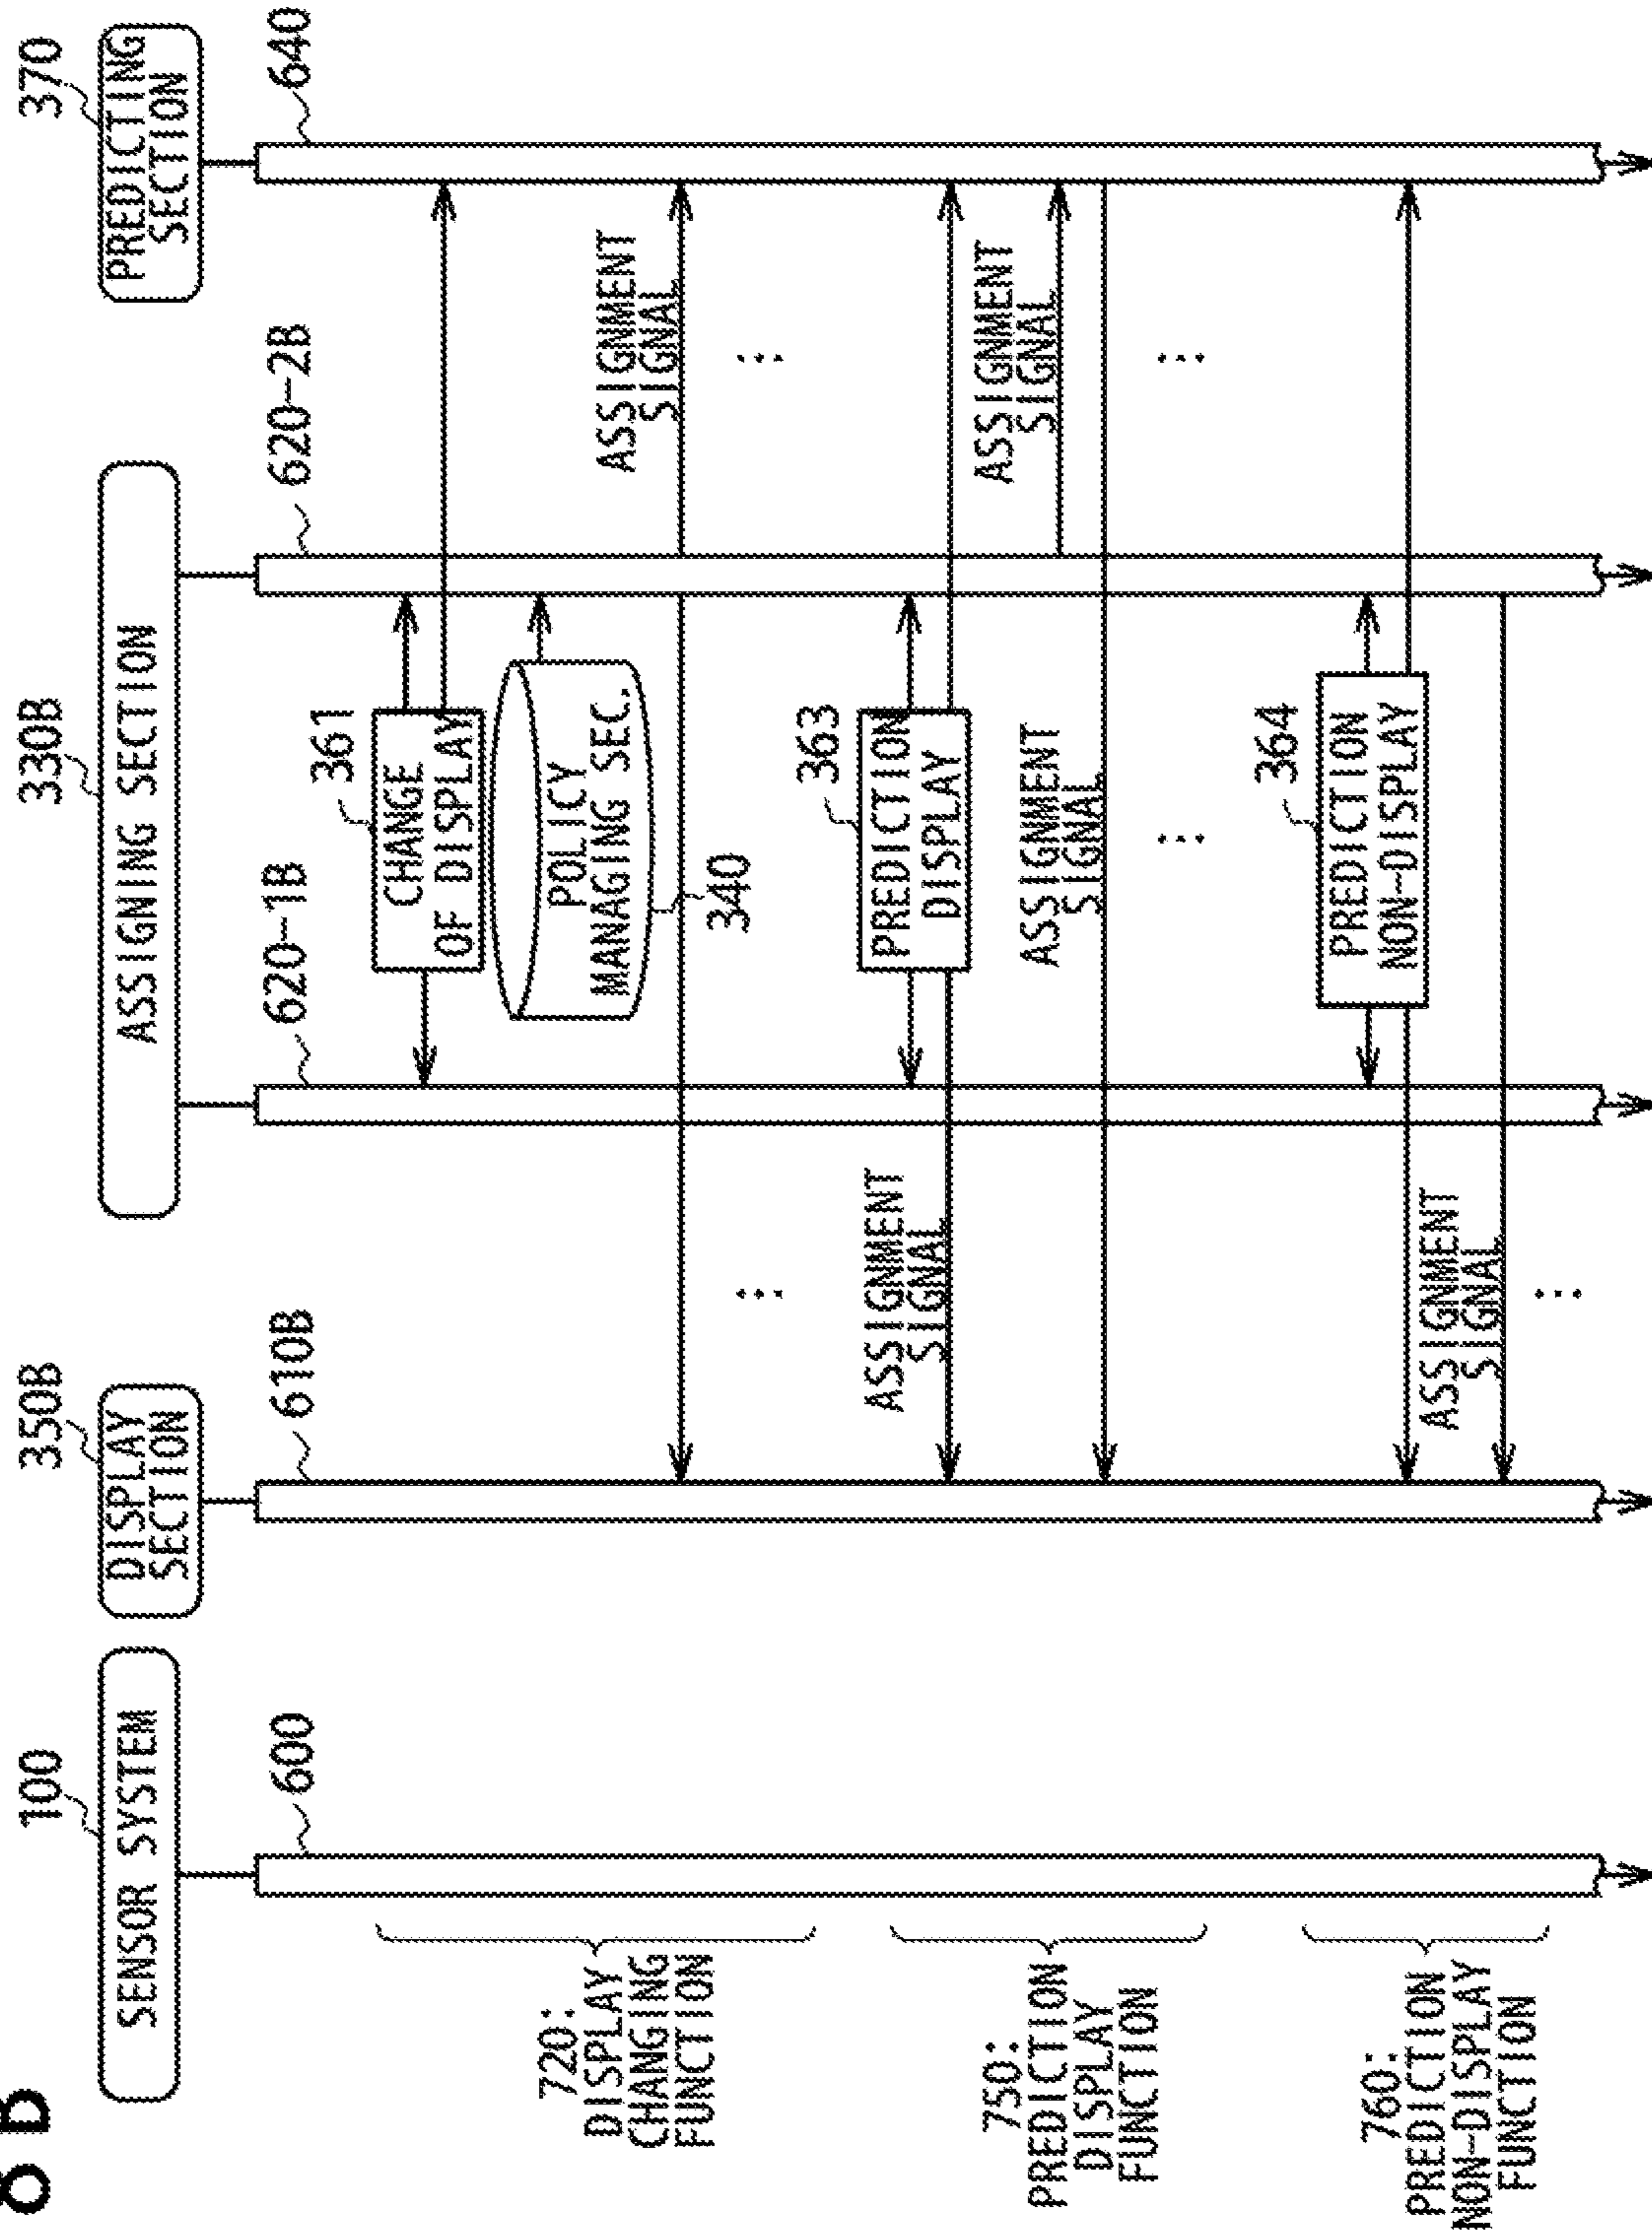 8B
100
SENSOR SYSTEM
350B
DISPLAY
SECTION
330B
ASSIGNING SECTION
370
PREDICTING
SECTION
600
610B
620-1B
620-2B
640
720:
DISPLAY
CHANGING
FUNCTION
361
CHANGE
OF DISPLAY
POLICY
MANAGING SEC.
340
ASSIGNMENT
SIGNAL
750:
PREDICTION
DISPLAY
FUNCTION
ASSIGNMENT
SIGNAL
363
PREDICTION
DISPLAY
ASSIGNMENT
SIGNAL
ASSIGNMENT
SIGNAL
760:
PREDICTION
NON-DISPLAY
FUNCTION
364
PREDICTION
NON-DISPLAY
ASSIGNMENT
SIGNAL